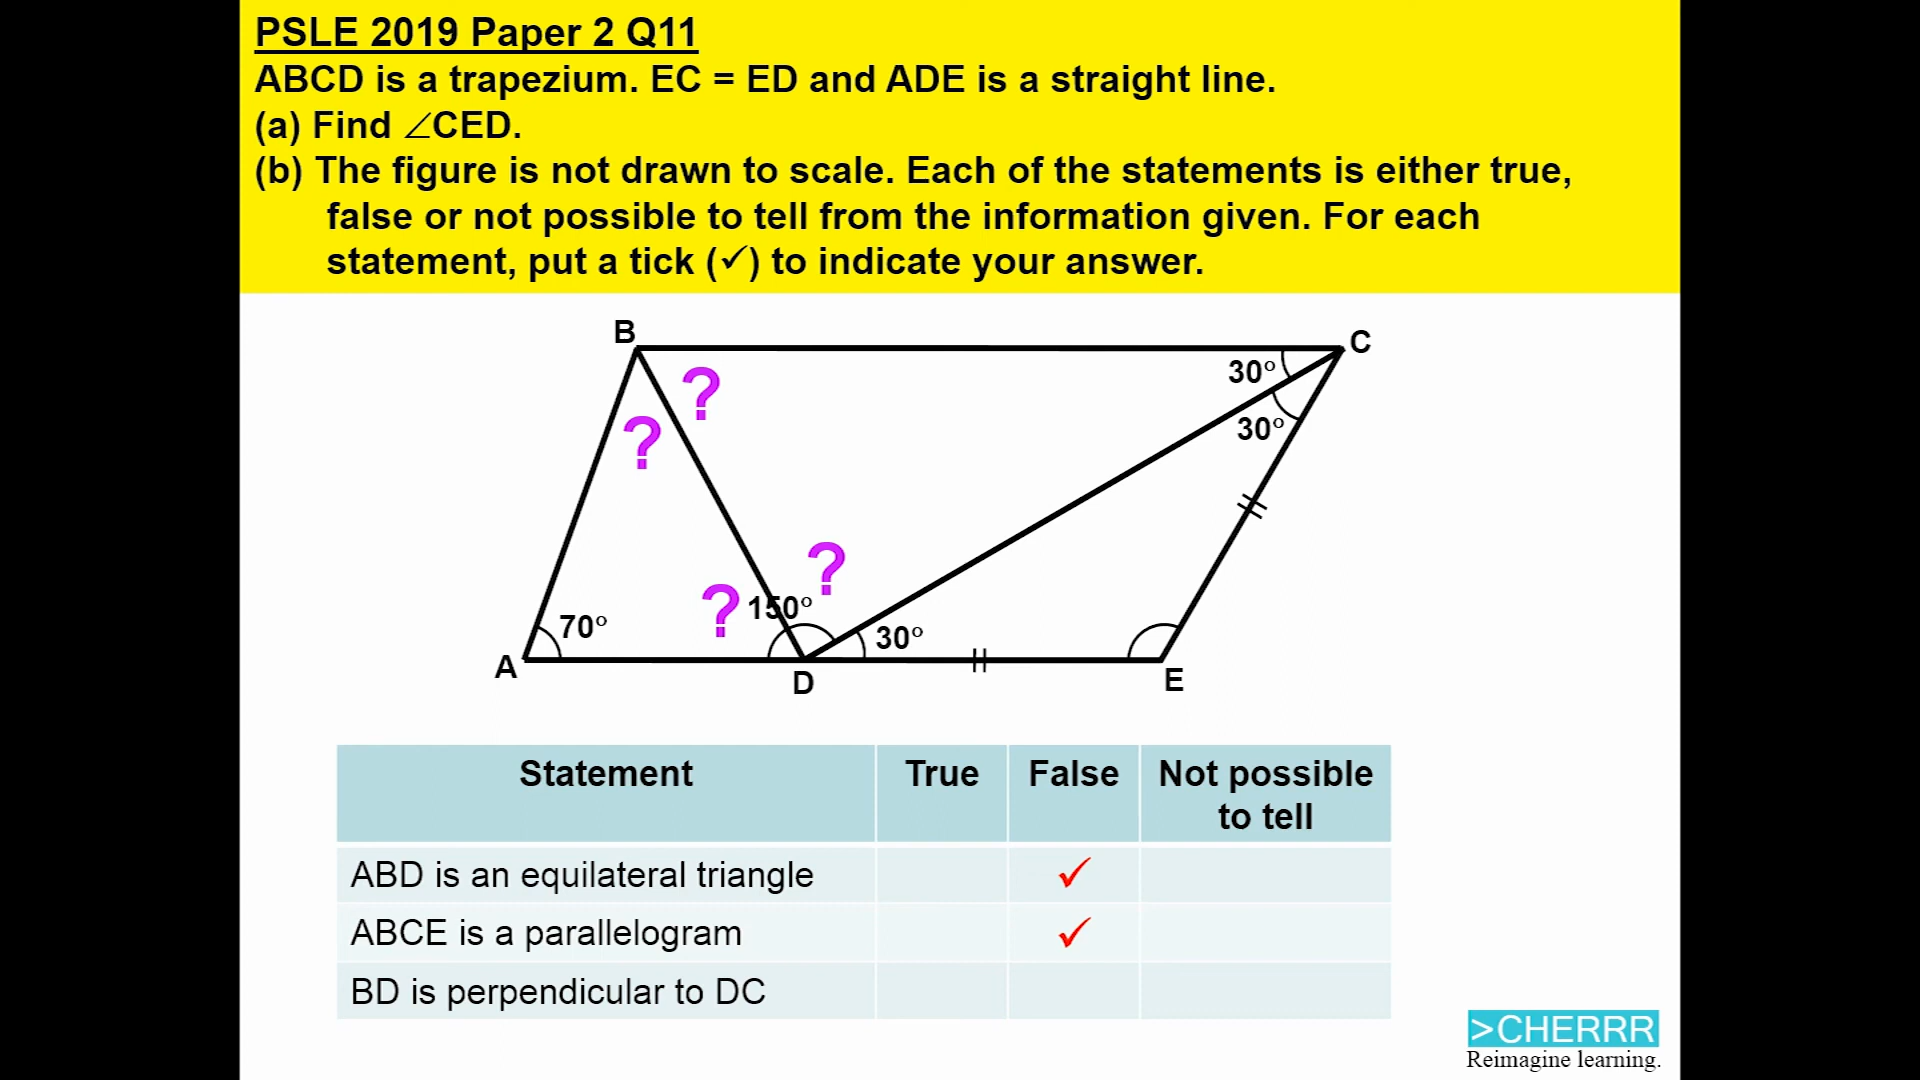 PSLE 2019 Paper 2 Q11
ABCD is a trapezium. EC = ED and ADE is a straight line.
(a) Find ∠CED.
(b) The figure is not drawn to scale. Each of the statements is either true,
false or not possible to tell from the information given. For each
statement, put a tick (✓) to indicate your answer.
B
C
?
30°
?
30°
?
?
150°
70°
30°
A
D
E
Statement True False Not possible
to tell
ABD is an equilateral triangle ✓
ABCE is a parallelogram ✓
BD is perpendicular to DC
>CHERRR
Reimagine learning.